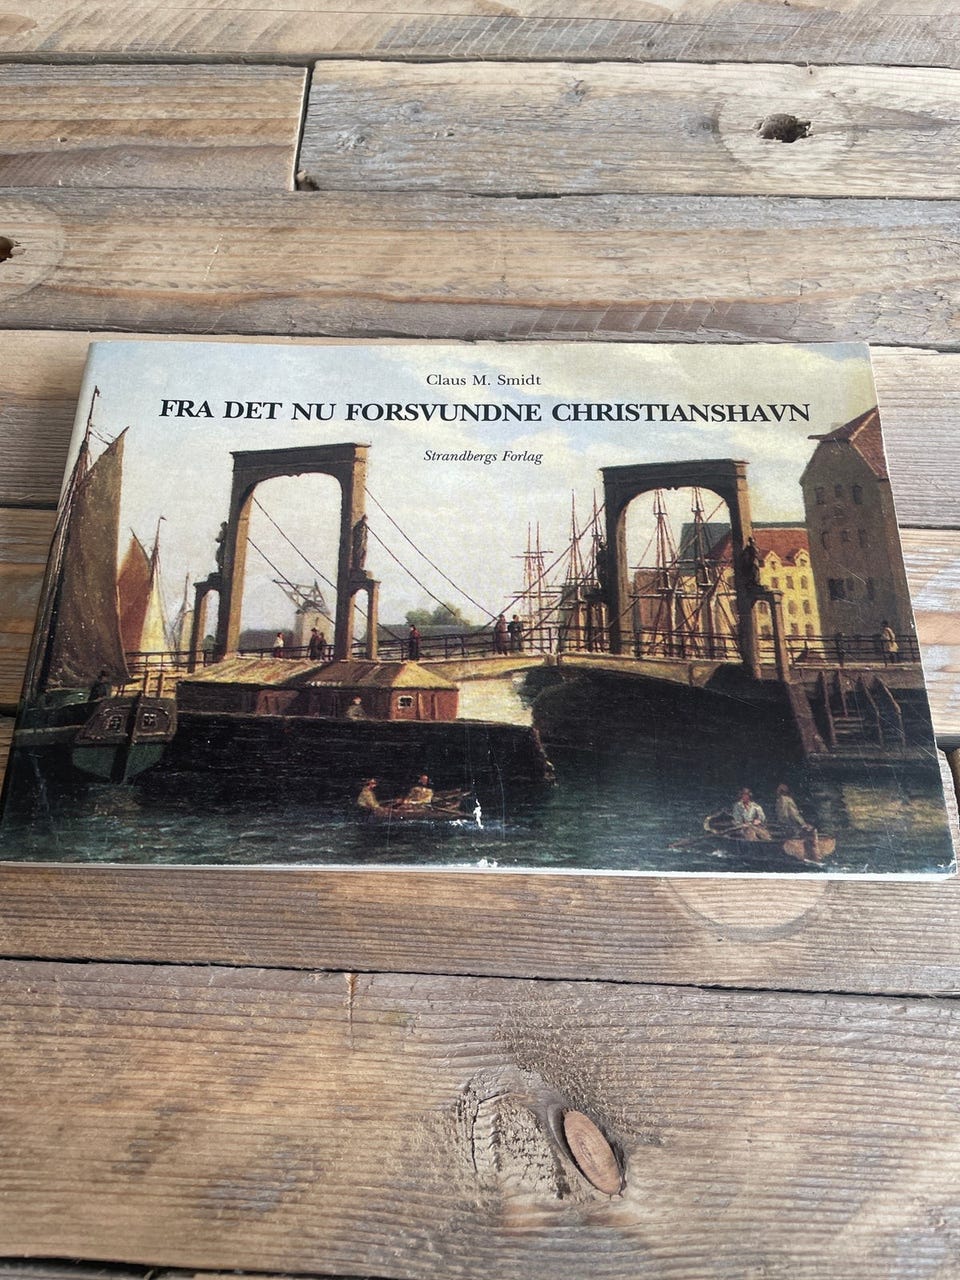 Claus M. Smidt
FRA DET NU FORSVUNDNE CHRISTIANSHAVN
Strandbergs Forlag